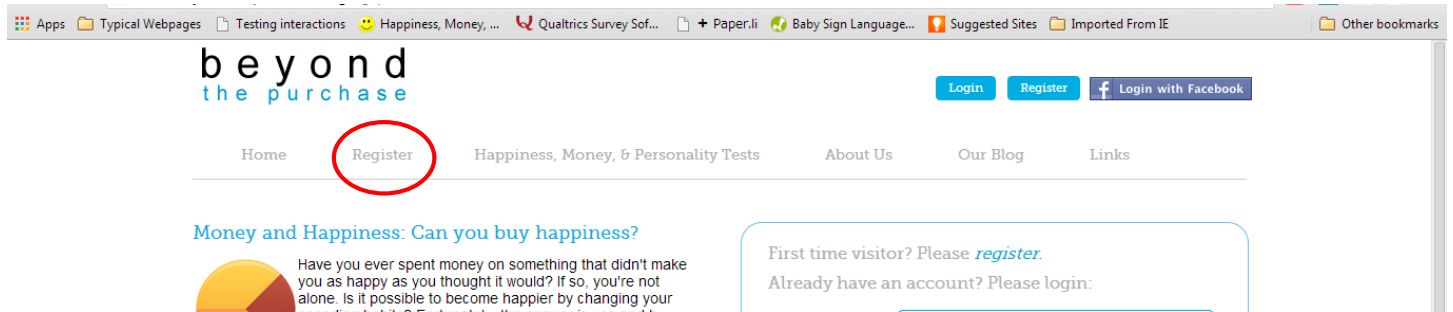 Apps Typical Webpages Testing interactions Happiness, Money, ... Qualtrics Survey Sof... + Paper.li Baby Sign Language... Suggested Sites Imported From IE Other bookmarks
beyond
the purchase
Login Register f Login with Facebook
Home Register Happiness, Money, & Personality Tests About Us Our Blog Links
Money and Happiness: Can you buy happiness?
Have you ever spent money on something that didn't make
you as happy as you thought it would? If so, you're not
alone. Is it possible to become happier by changing your
First time visitor? Please register.
Already have an account? Please login: